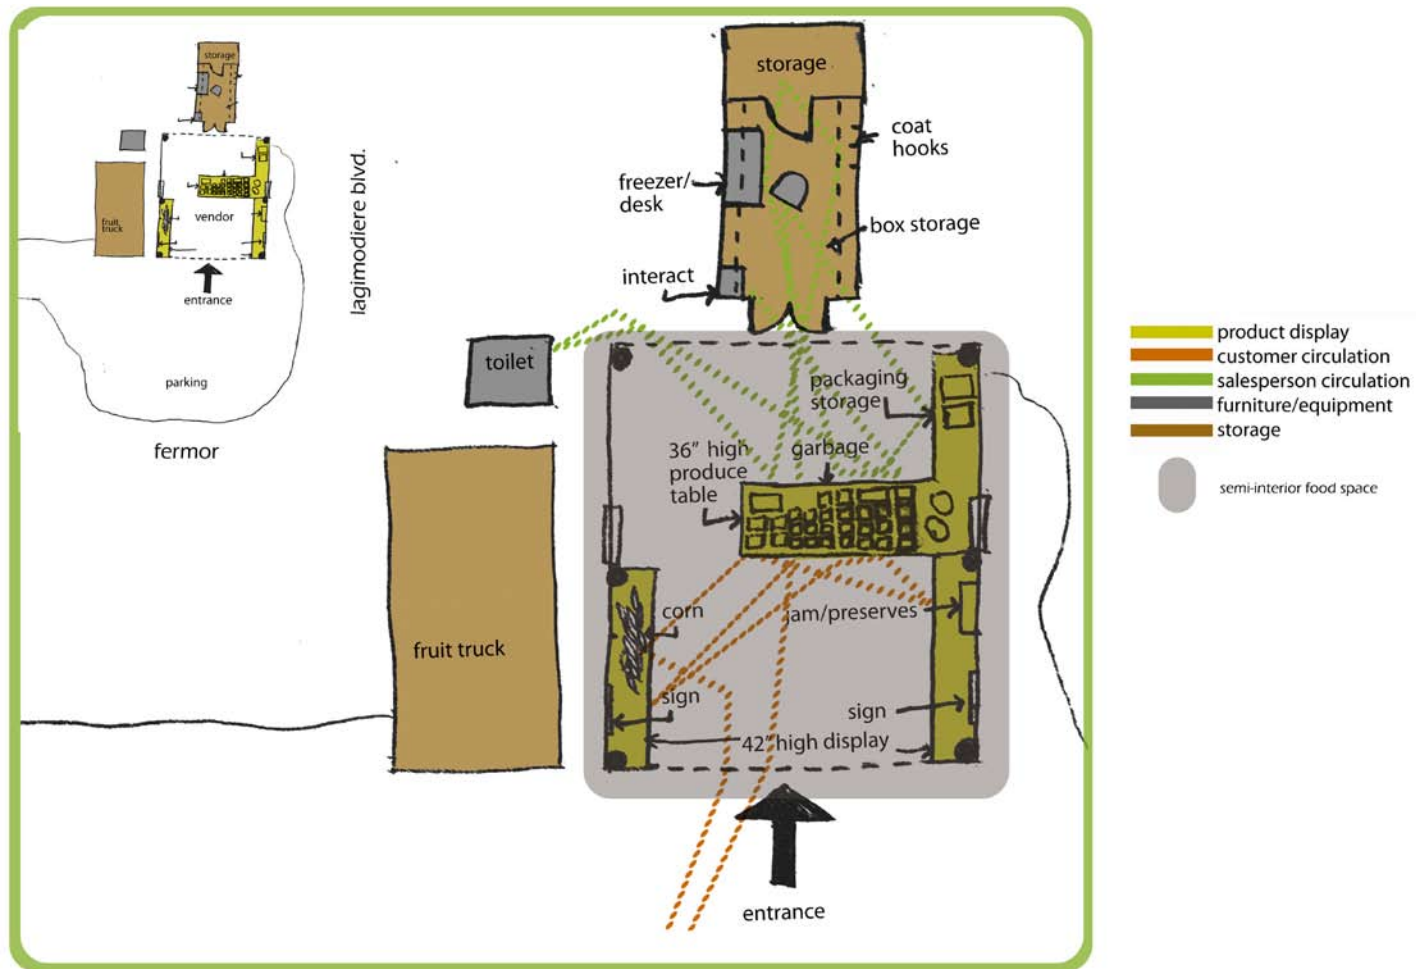 storage
fruit
truck
vendor
entrance
parking
fermor
lagimodiere blvd.
storage
coat
hooks
freezer/
desk
box storage
interact
toilet
packaging
storage
36" high
produce
table
garbage
corn
jam/preserves
fruit truck
sign
sign
42" high display
entrance
product display
customer circulation
salesperson circulation
furniture/equipment
storage
semi-interior food space